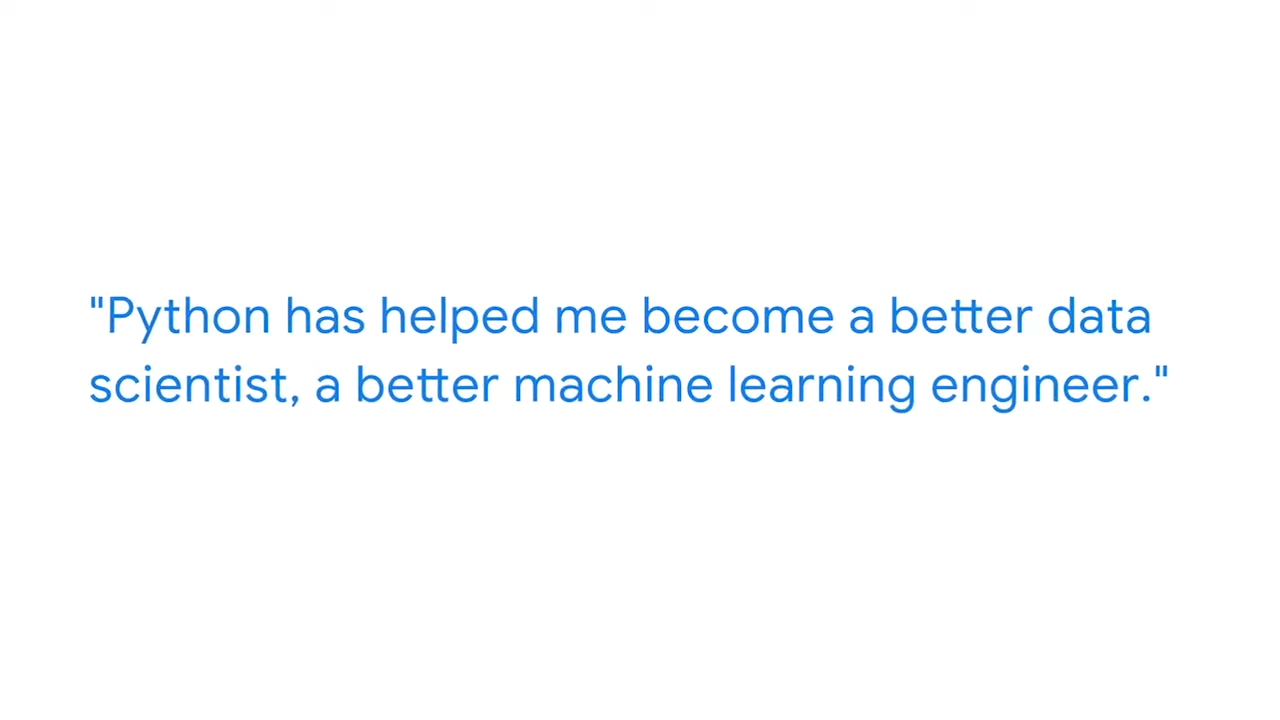 "Python has helped me become a better data
scientist, a better machine learning engineer."